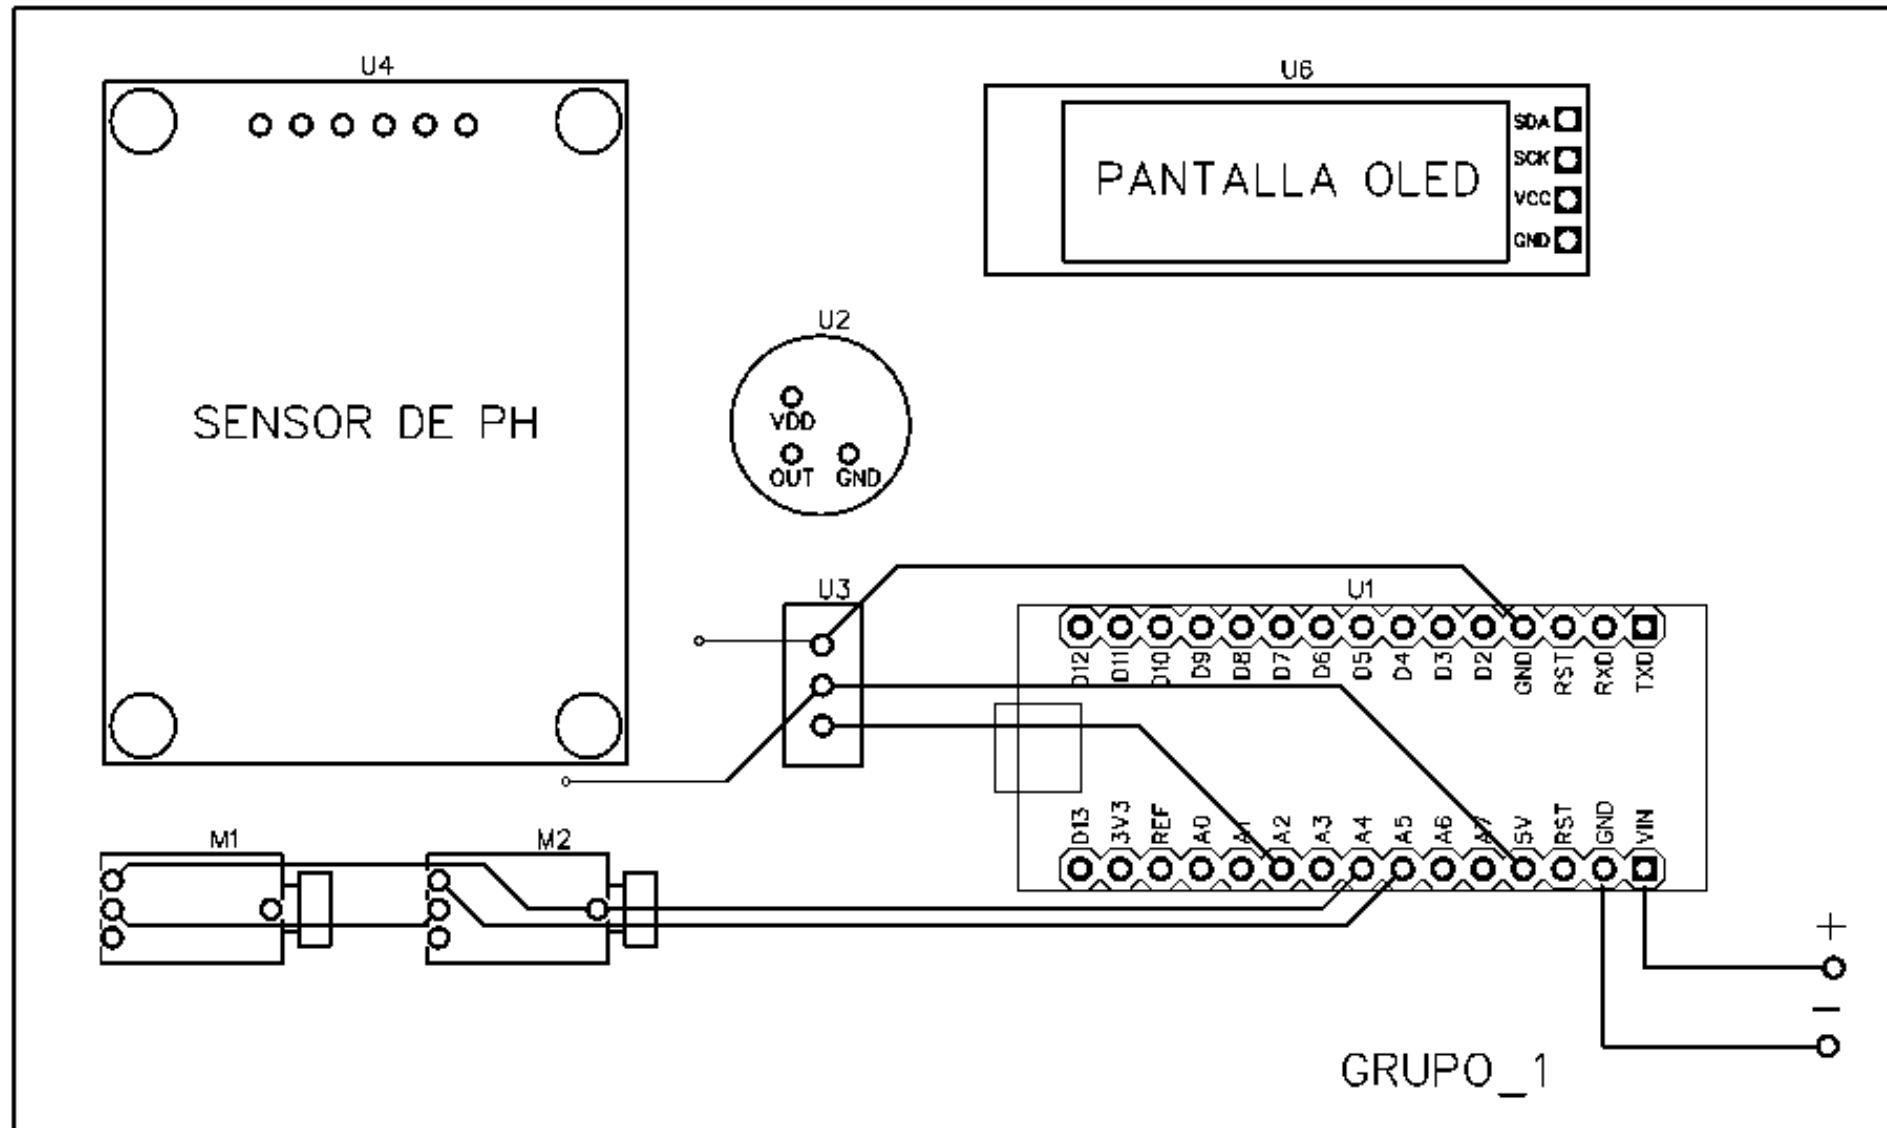 U4
U6
SDA
SCK
PANTALLA OLED
VCC
GND
U2
SENSOR DE PH
VDD
OUT GND
U3
U1
D12 D11 D10 D9 D8 D7 D6 D5 D4 D3 D2 GND RST RXD TXD
D13 3V3 REF A0 A1 A2 A3 A4 A5 A6 A7 5V RST GND VIN
M1 M2
+
−
GRUPO_1